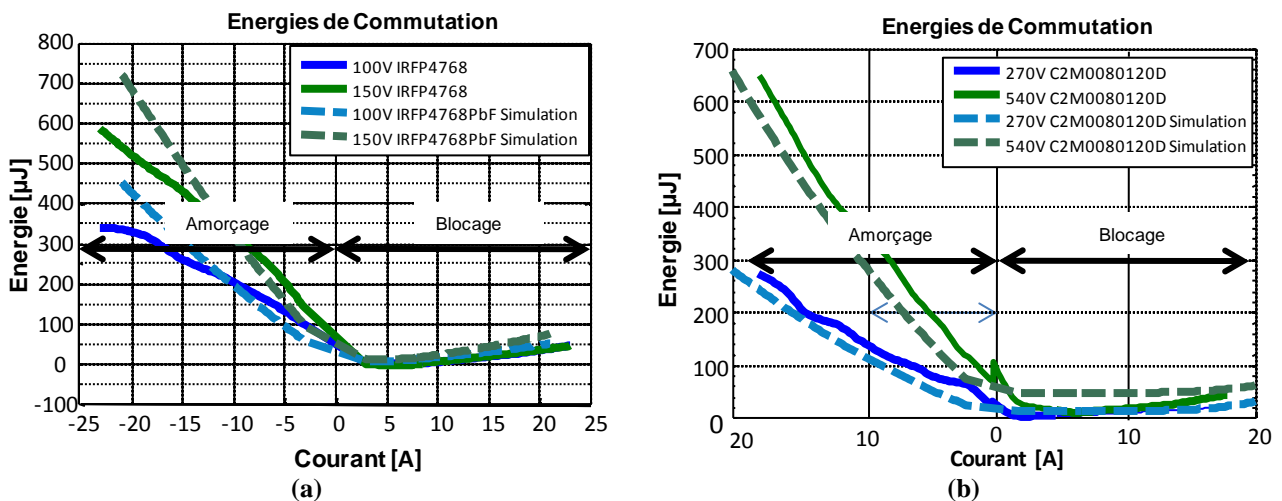 Energies de Commutation
800
700
600
500
400
300
200
100
0
-100
Energie [µJ]
100V IRFP4768
150V IRFP4768
100V IRFP4768PbF Simulation
150V IRFP4768PbF Simulation
Amorçage
Blocage
-25 -20 -15 -10 -5 0 5 10 15 20 25
Courant [A]
(a)
Energies de Commutation
700
600
500
400
300
200
100
0
Energie [µJ]
270V C2M0080120D
540V C2M0080120D
270V C2M0080120D Simulation
540V C2M0080120D Simulation
Amorçage
Blocage
20 10 0 10 20
Courant [A]
(b)